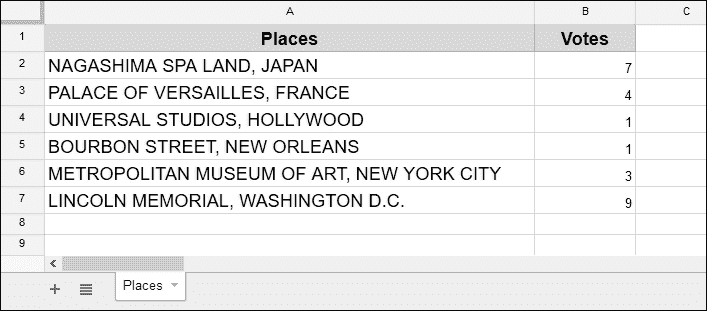 A B C
1 Places Votes
2 NAGASHIMA SPA LAND, JAPAN 7
3 PALACE OF VERSAILLES, FRANCE 4
4 UNIVERSAL STUDIOS, HOLLYWOOD 1
5 BOURBON STREET, NEW ORLEANS 1
6 METROPOLITAN MUSEUM OF ART, NEW YORK CITY 3
7 LINCOLN MEMORIAL, WASHINGTON D.C. 9
8
9
Places